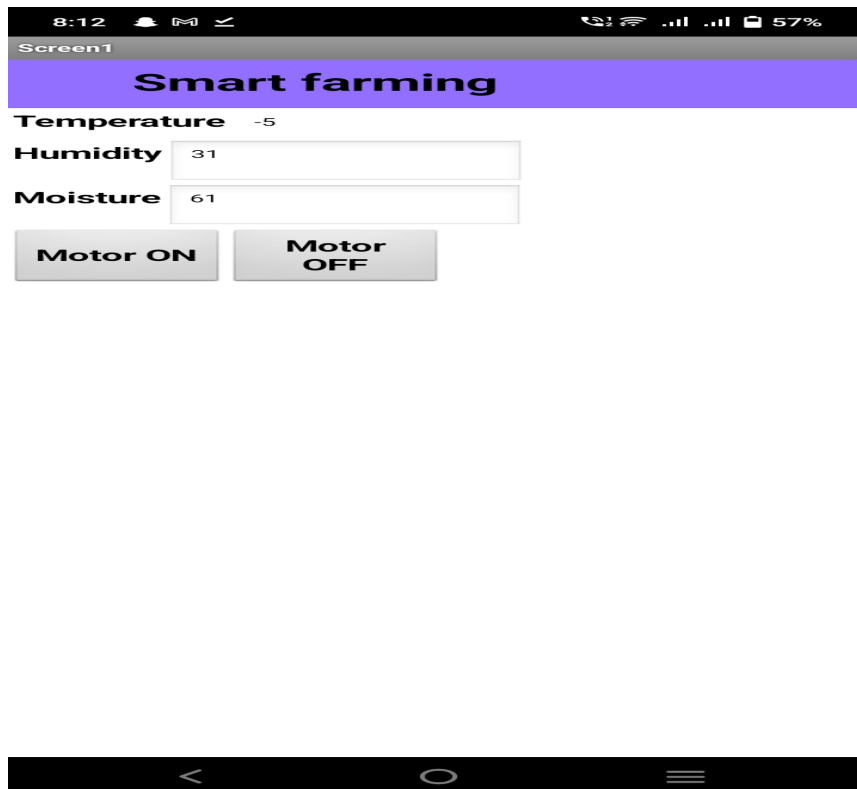 8:12 57%
Screen1
Smart farming
Temperature -5
Humidity 31
Moisture 61
Motor ON Motor
OFF